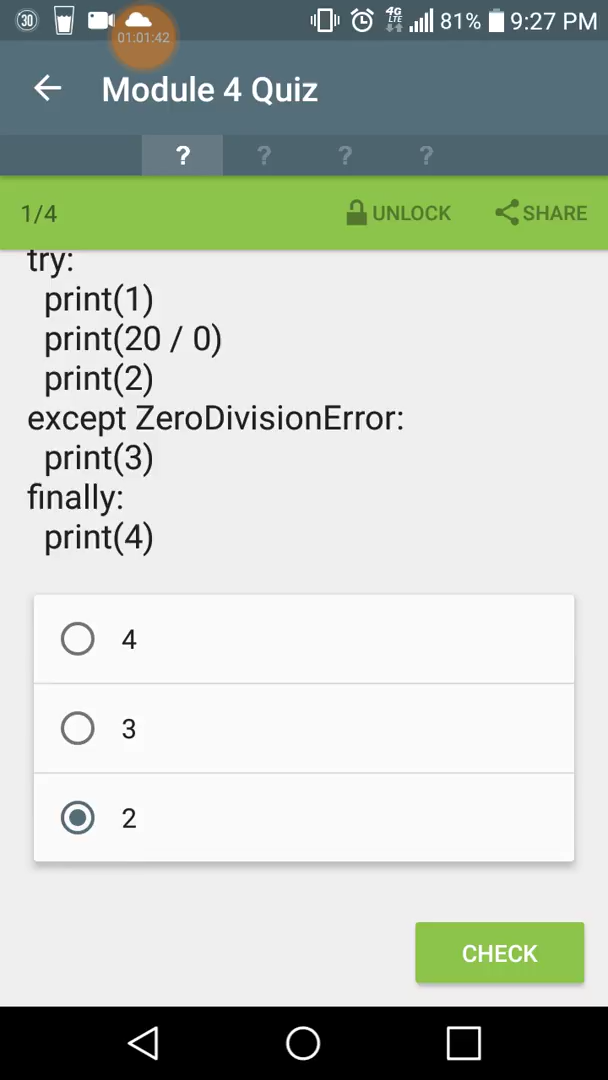 30
01:01:42
4G
LTE
81%
9:27 PM
Module 4 Quiz
?
?
?
?
1/4
UNLOCK
SHARE
try:
print(1)
print(20 / 0)
print(2)
except ZeroDivisionError:
print(3)
finally:
print(4)
4
3
2
CHECK